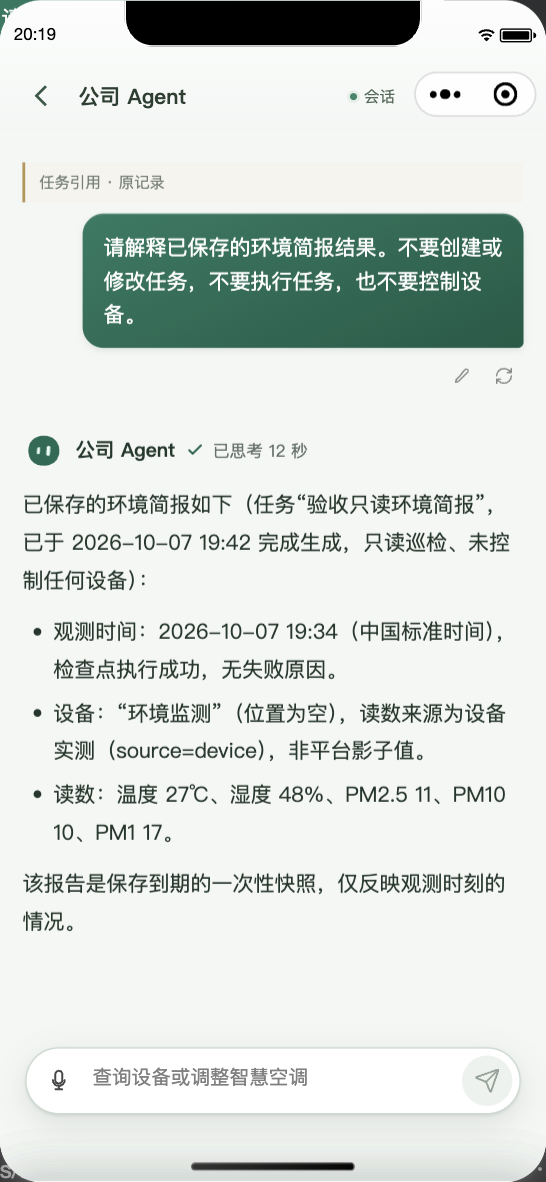 20:19
公司 Agent
会话
任务引用 · 原记录
请解释已保存的环境简报结果。不要创建或
修改任务，不要执行任务，也不要控制设
备。
公司 Agent
已思考 12 秒
已保存的环境简报如下（任务“验收只读环境简报”，
已于 2026-10-07 19:42 完成生成，只读巡检、未控
制任何设备）：
• 观测时间：2026-10-07 19:34（中国标准时间），
检查点执行成功，无失败原因。
• 设备：“环境监测”（位置为空），读数来源为设备
实测（source=device），非平台影子值。
• 读数：温度 27℃、湿度 48%、PM2.5 11、PM10
10、PM1 17。
该报告是保存到期的一次性快照，仅反映观测时刻的
情况。
查询设备或调整智慧空调